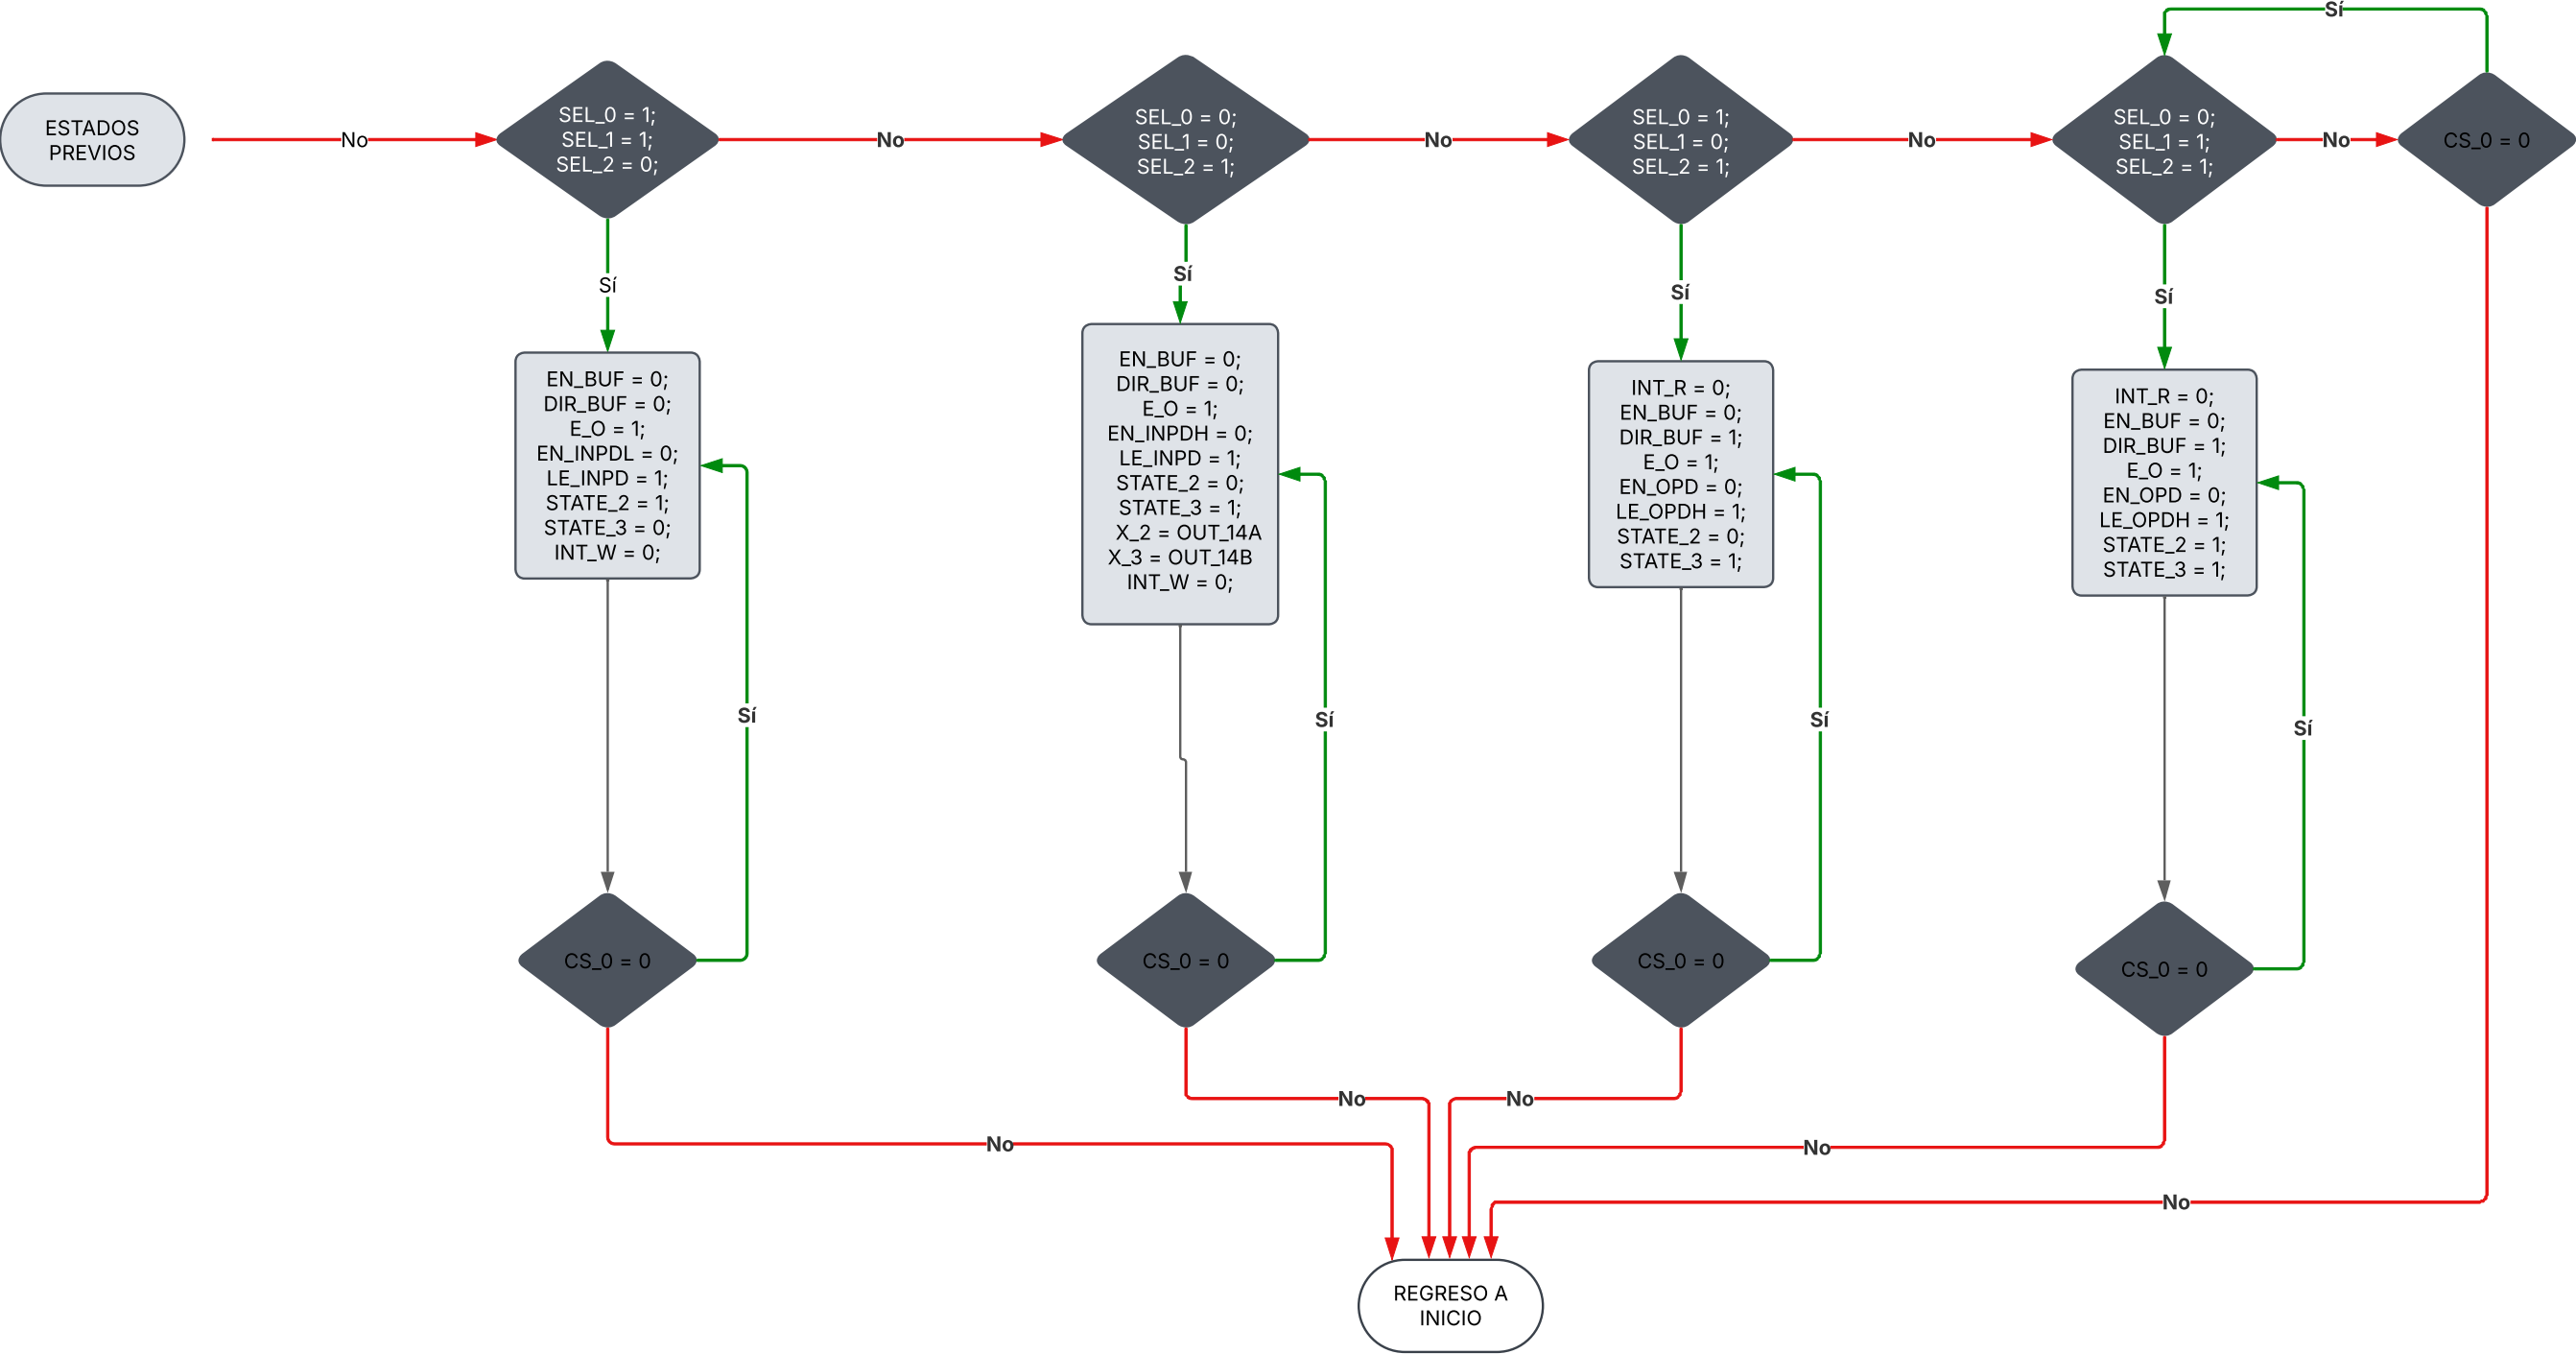 Sí
ESTADOS
PREVIOS
No
SEL_0 = 1;
SEL_1 = 1;
SEL_2 = 0;
No
SEL_0 = 0;
SEL_1 = 0;
SEL_2 = 1;
No
SEL_0 = 1;
SEL_1 = 0;
SEL_2 = 1;
No
SEL_0 = 0;
SEL_1 = 1;
SEL_2 = 1;
No
CS_0 = 0
Sí
Sí
Sí
Sí
EN_BUF = 0;
DIR_BUF = 0;
E_O = 1;
EN_INPDL = 0;
LE_INPD = 1;
STATE_2 = 1;
STATE_3 = 0;
INT_W = 0;
EN_BUF = 0;
DIR_BUF = 0;
E_O = 1;
EN_INPDH = 0;
LE_INPD = 1;
STATE_2 = 0;
STATE_3 = 1;
X_2 = OUT_14A
X_3 = OUT_14B
INT_W = 0;
INT_R = 0;
EN_BUF = 0;
DIR_BUF = 1;
E_O = 1;
EN_OPD = 0;
LE_OPDH = 1;
STATE_2 = 0;
STATE_3 = 1;
INT_R = 0;
EN_BUF = 0;
DIR_BUF = 1;
E_O = 1;
EN_OPD = 0;
LE_OPDH = 1;
STATE_2 = 1;
STATE_3 = 1;
Sí
Sí
Sí
Sí
CS_0 = 0
CS_0 = 0
CS_0 = 0
CS_0 = 0
No
No
No
No
No
REGRESO A
INICIO